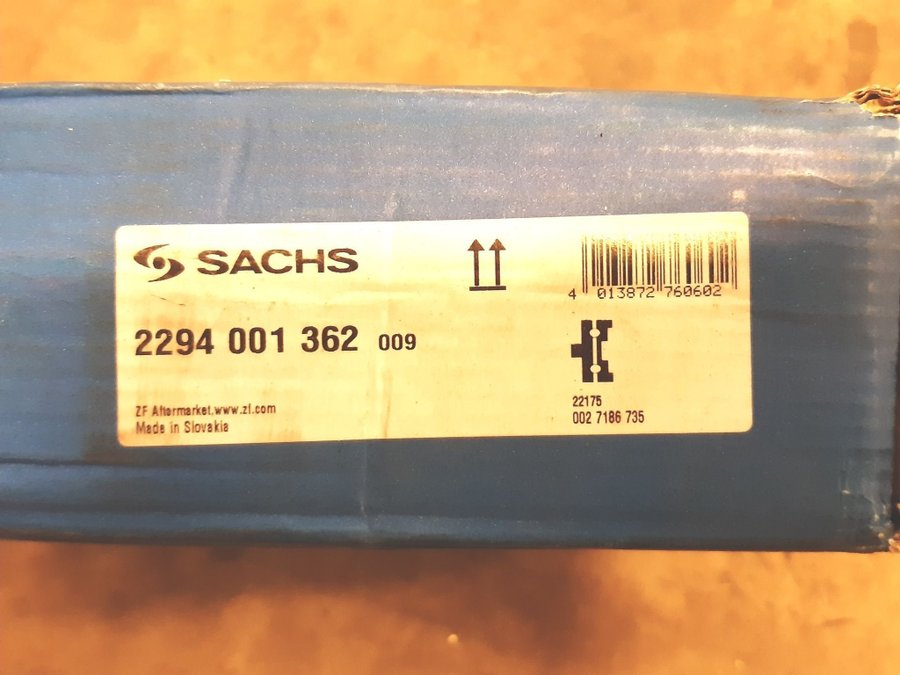 SACHS
4 013872 760602
2294 001 362 009
22175
002 7186 735
ZF Aftermarket.www.zf.com
Made in Slovakia